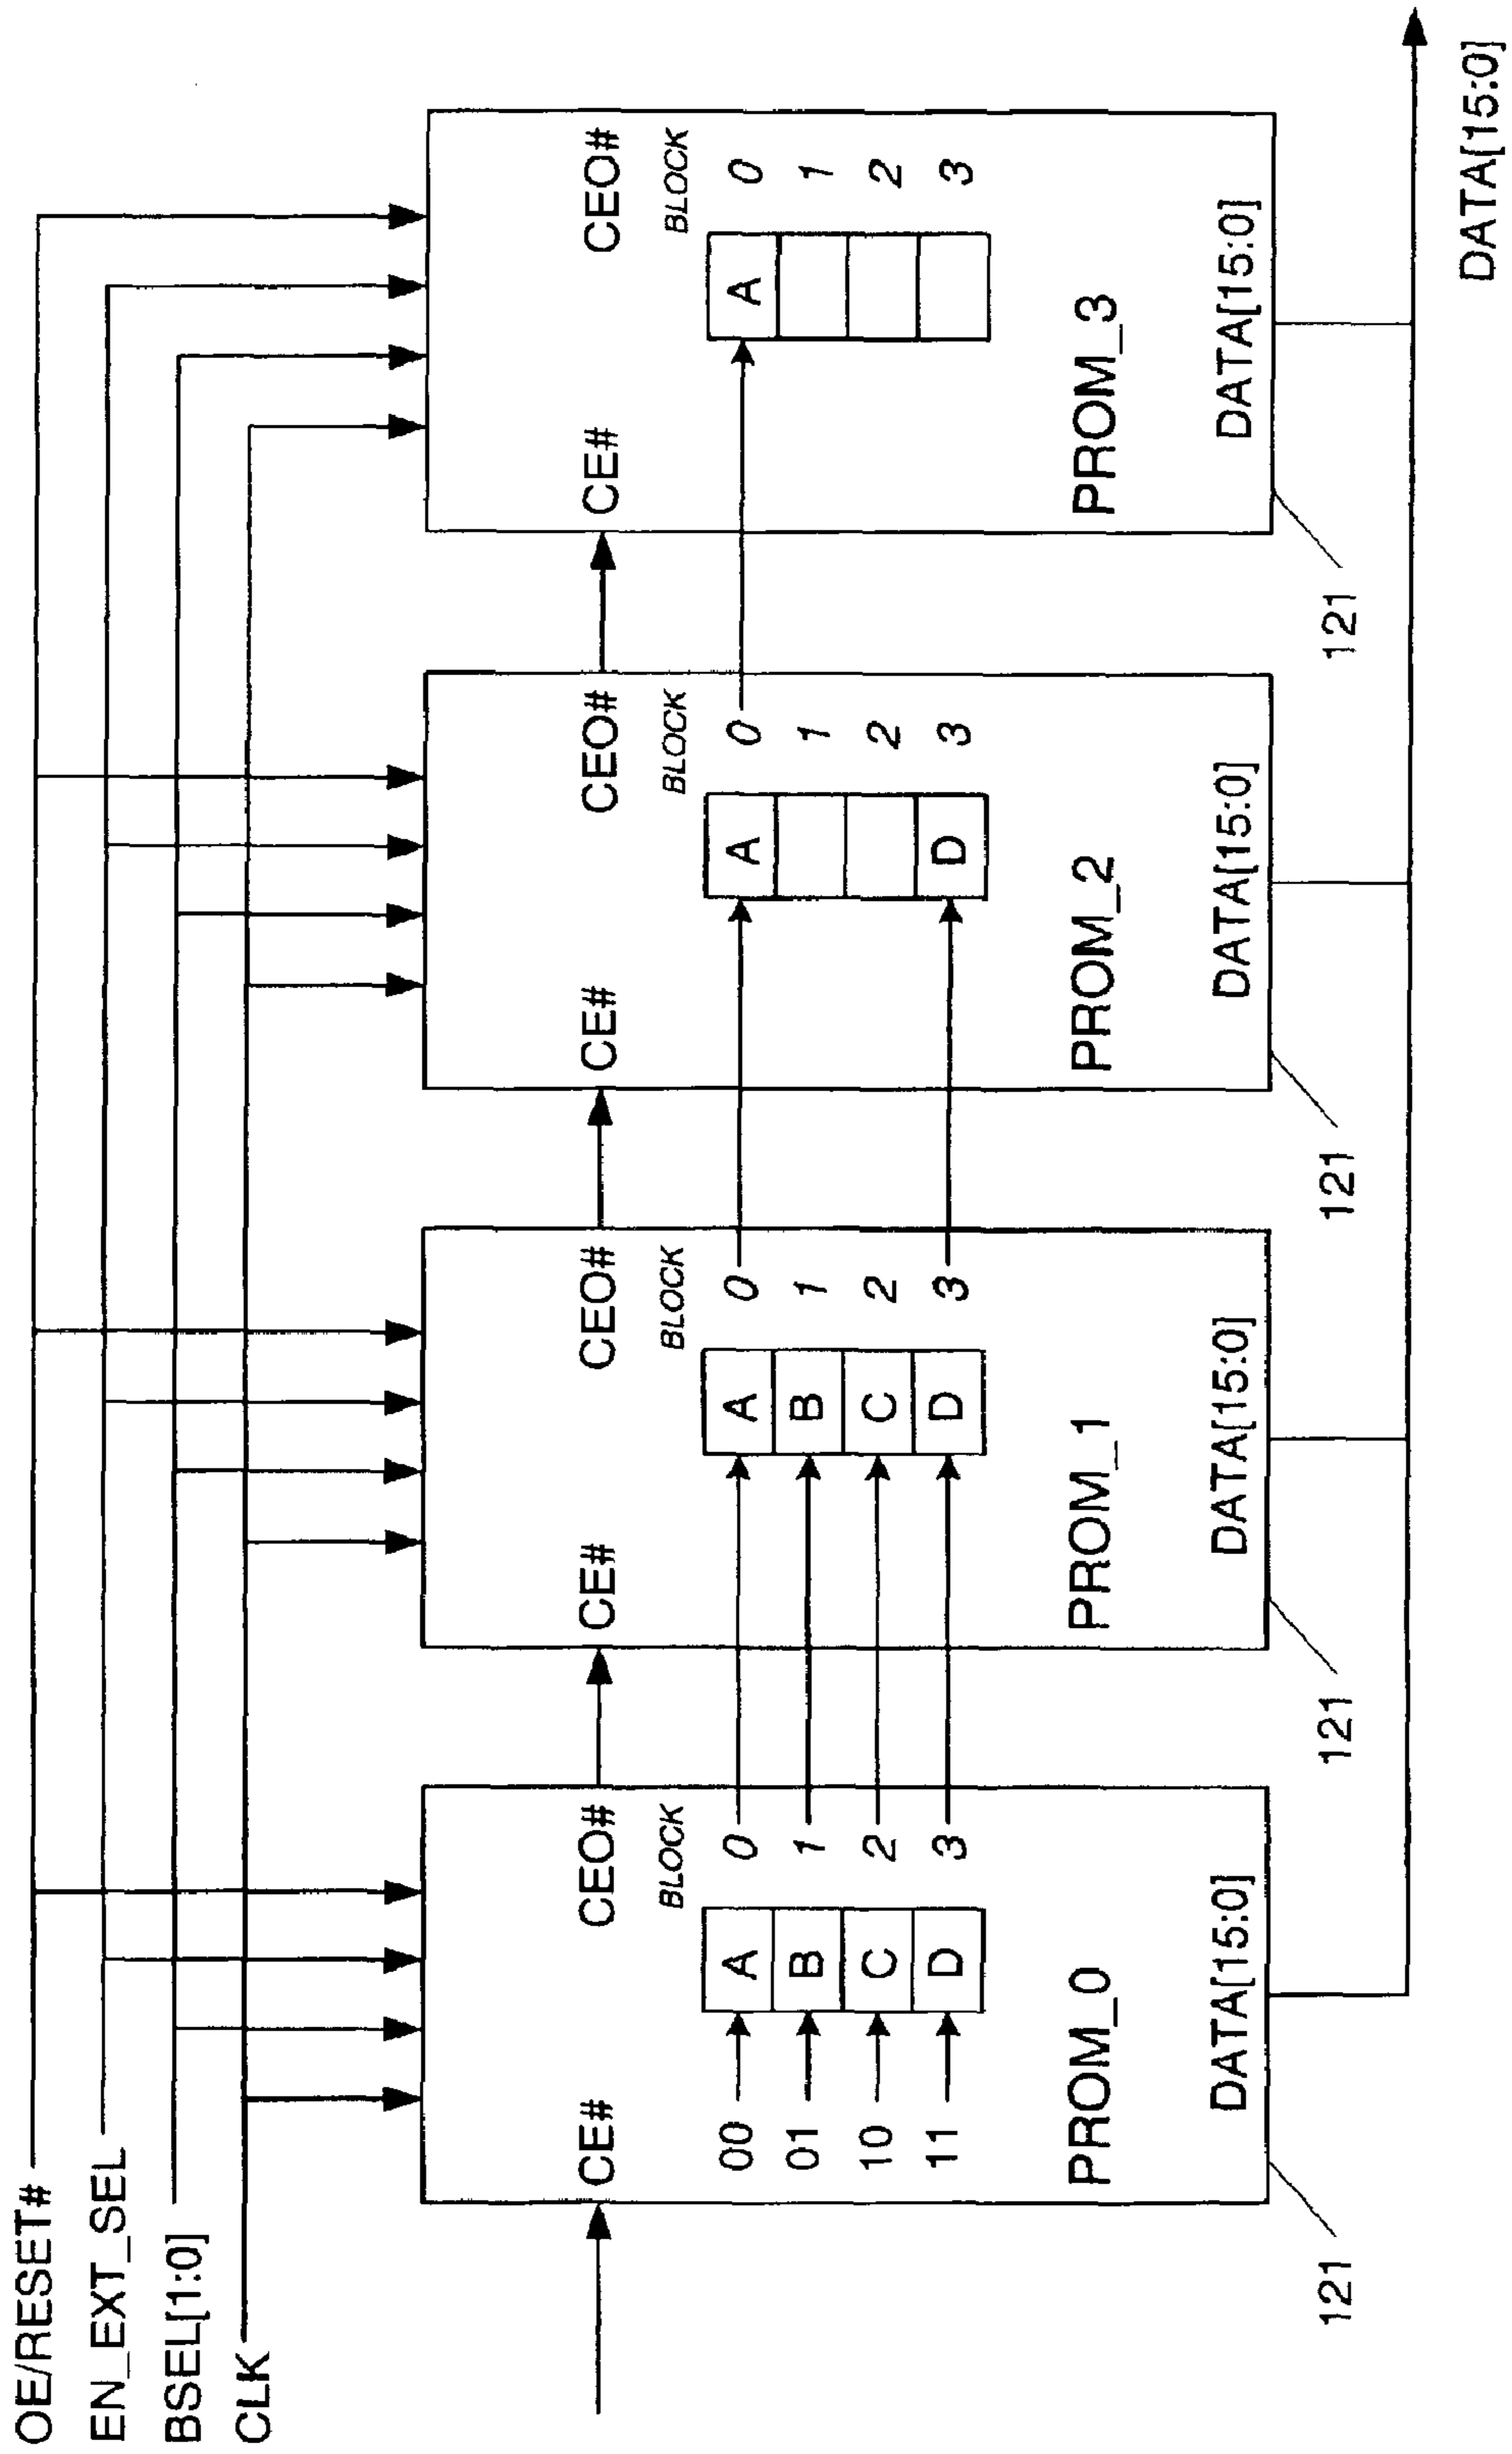 OE/RESET#
EN_EXT_SEL
BSEL[1:0]
CLK
CE#
CEO#
BLOCK
00
A
0
01
B
1
10
C
2
11
D
3
PROM_0
DATA[15:0]
121
CE#
CEO#
BLOCK
A
0
B
1
C
2
D
3
PROM_1
DATA[15:0]
121
CE#
CEO#
BLOCK
A
0
1
2
D
3
PROM_2
DATA[15:0]
121
CE#
CEO#
BLOCK
A
0
1
2
3
PROM_3
DATA[15:0]
121
DATA[15:0]